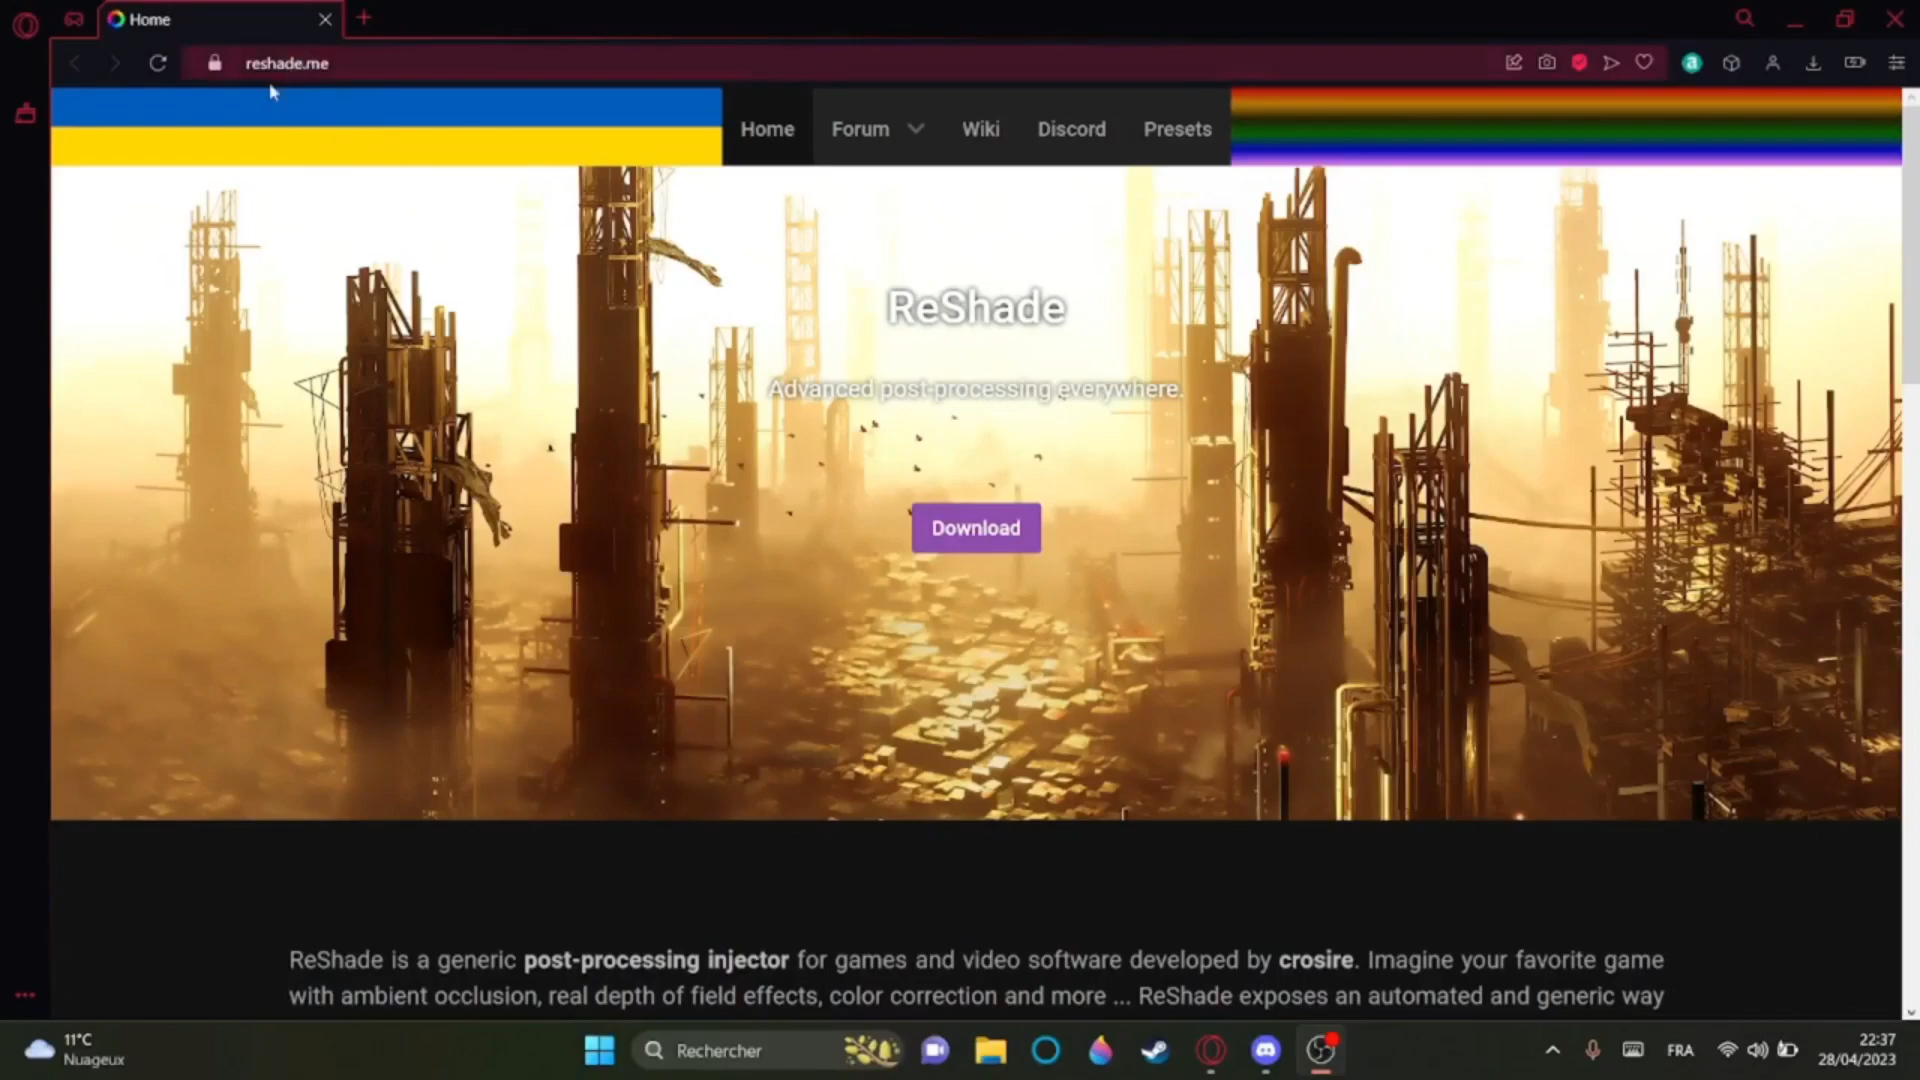 Home
reshade.me
Home Forum Wiki Discord Presets
ReShade
Advanced post-processing everywhere.
Download
ReShade is a generic post-processing injector for games and video software developed by crosire. Imagine your favorite game
with ambient occlusion, real depth of field effects, color correction and more ... ReShade exposes an automated and generic way
11°C
Nuageux
Rechercher
FRA
22:37
28/04/2023